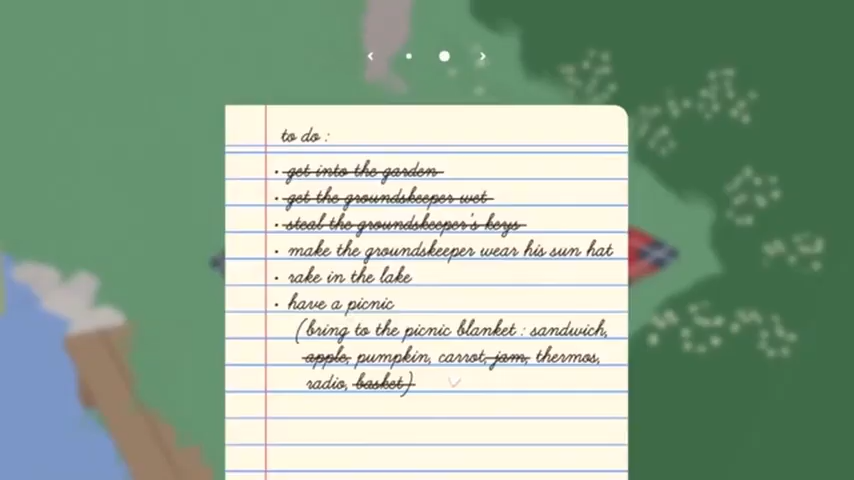 to do :
• get into the garden
• get the groundskeeper wet
• steal the groundskeeper's keys
• make the groundskeeper wear his sun hat
• rake in the lake
• have a picnic
(bring to the picnic blanket : sandwich,
apple, pumpkin, carrot, jam, thermos,
radio, basket)